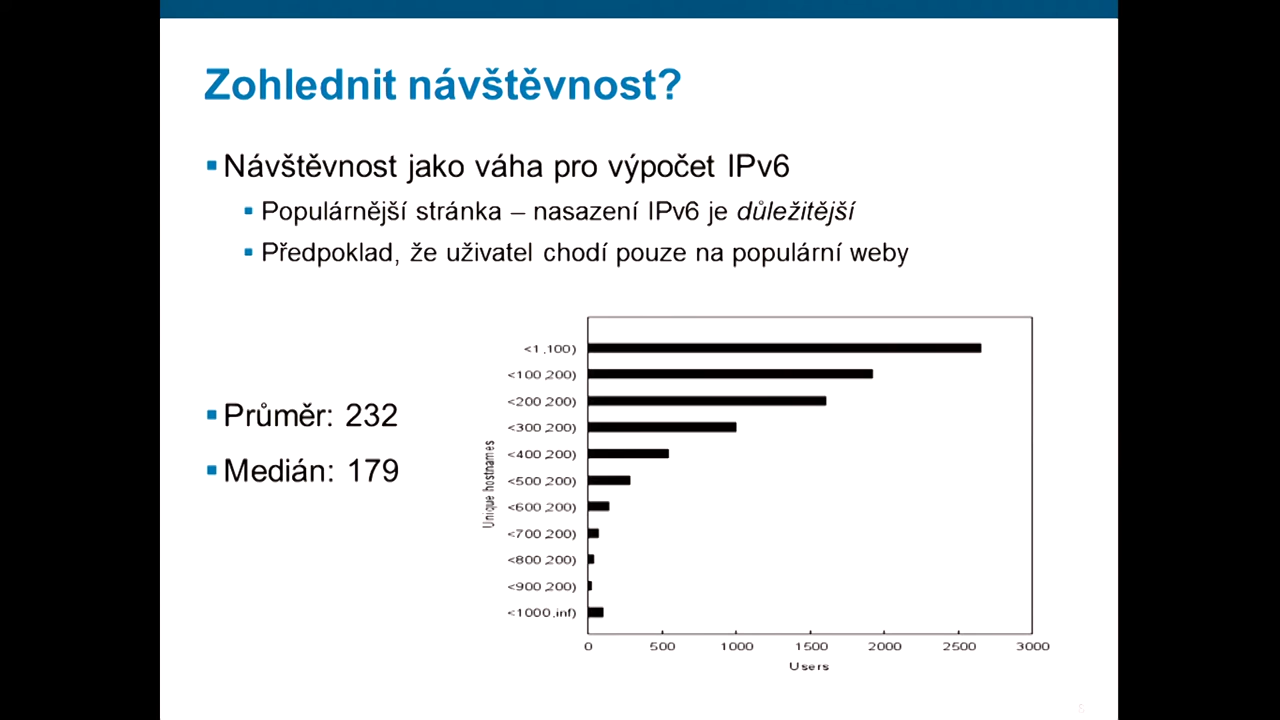 Zohlednit návštěvnost?
Návštěvnost jako váha pro výpočet IPv6
Populárnější stránka – nasazení IPv6 je důležitější
Předpoklad, že uživatel chodí pouze na populární weby
Průměr: 232
Medián: 179
Unique hostnames
<1,100)
<100,200)
<200,200)
<300,200)
<400,200)
<500,200)
<600,200)
<700,200)
<800,200)
<900,200)
<1000,inf)
0 500 1000 1500 2000 2500 3000
Users